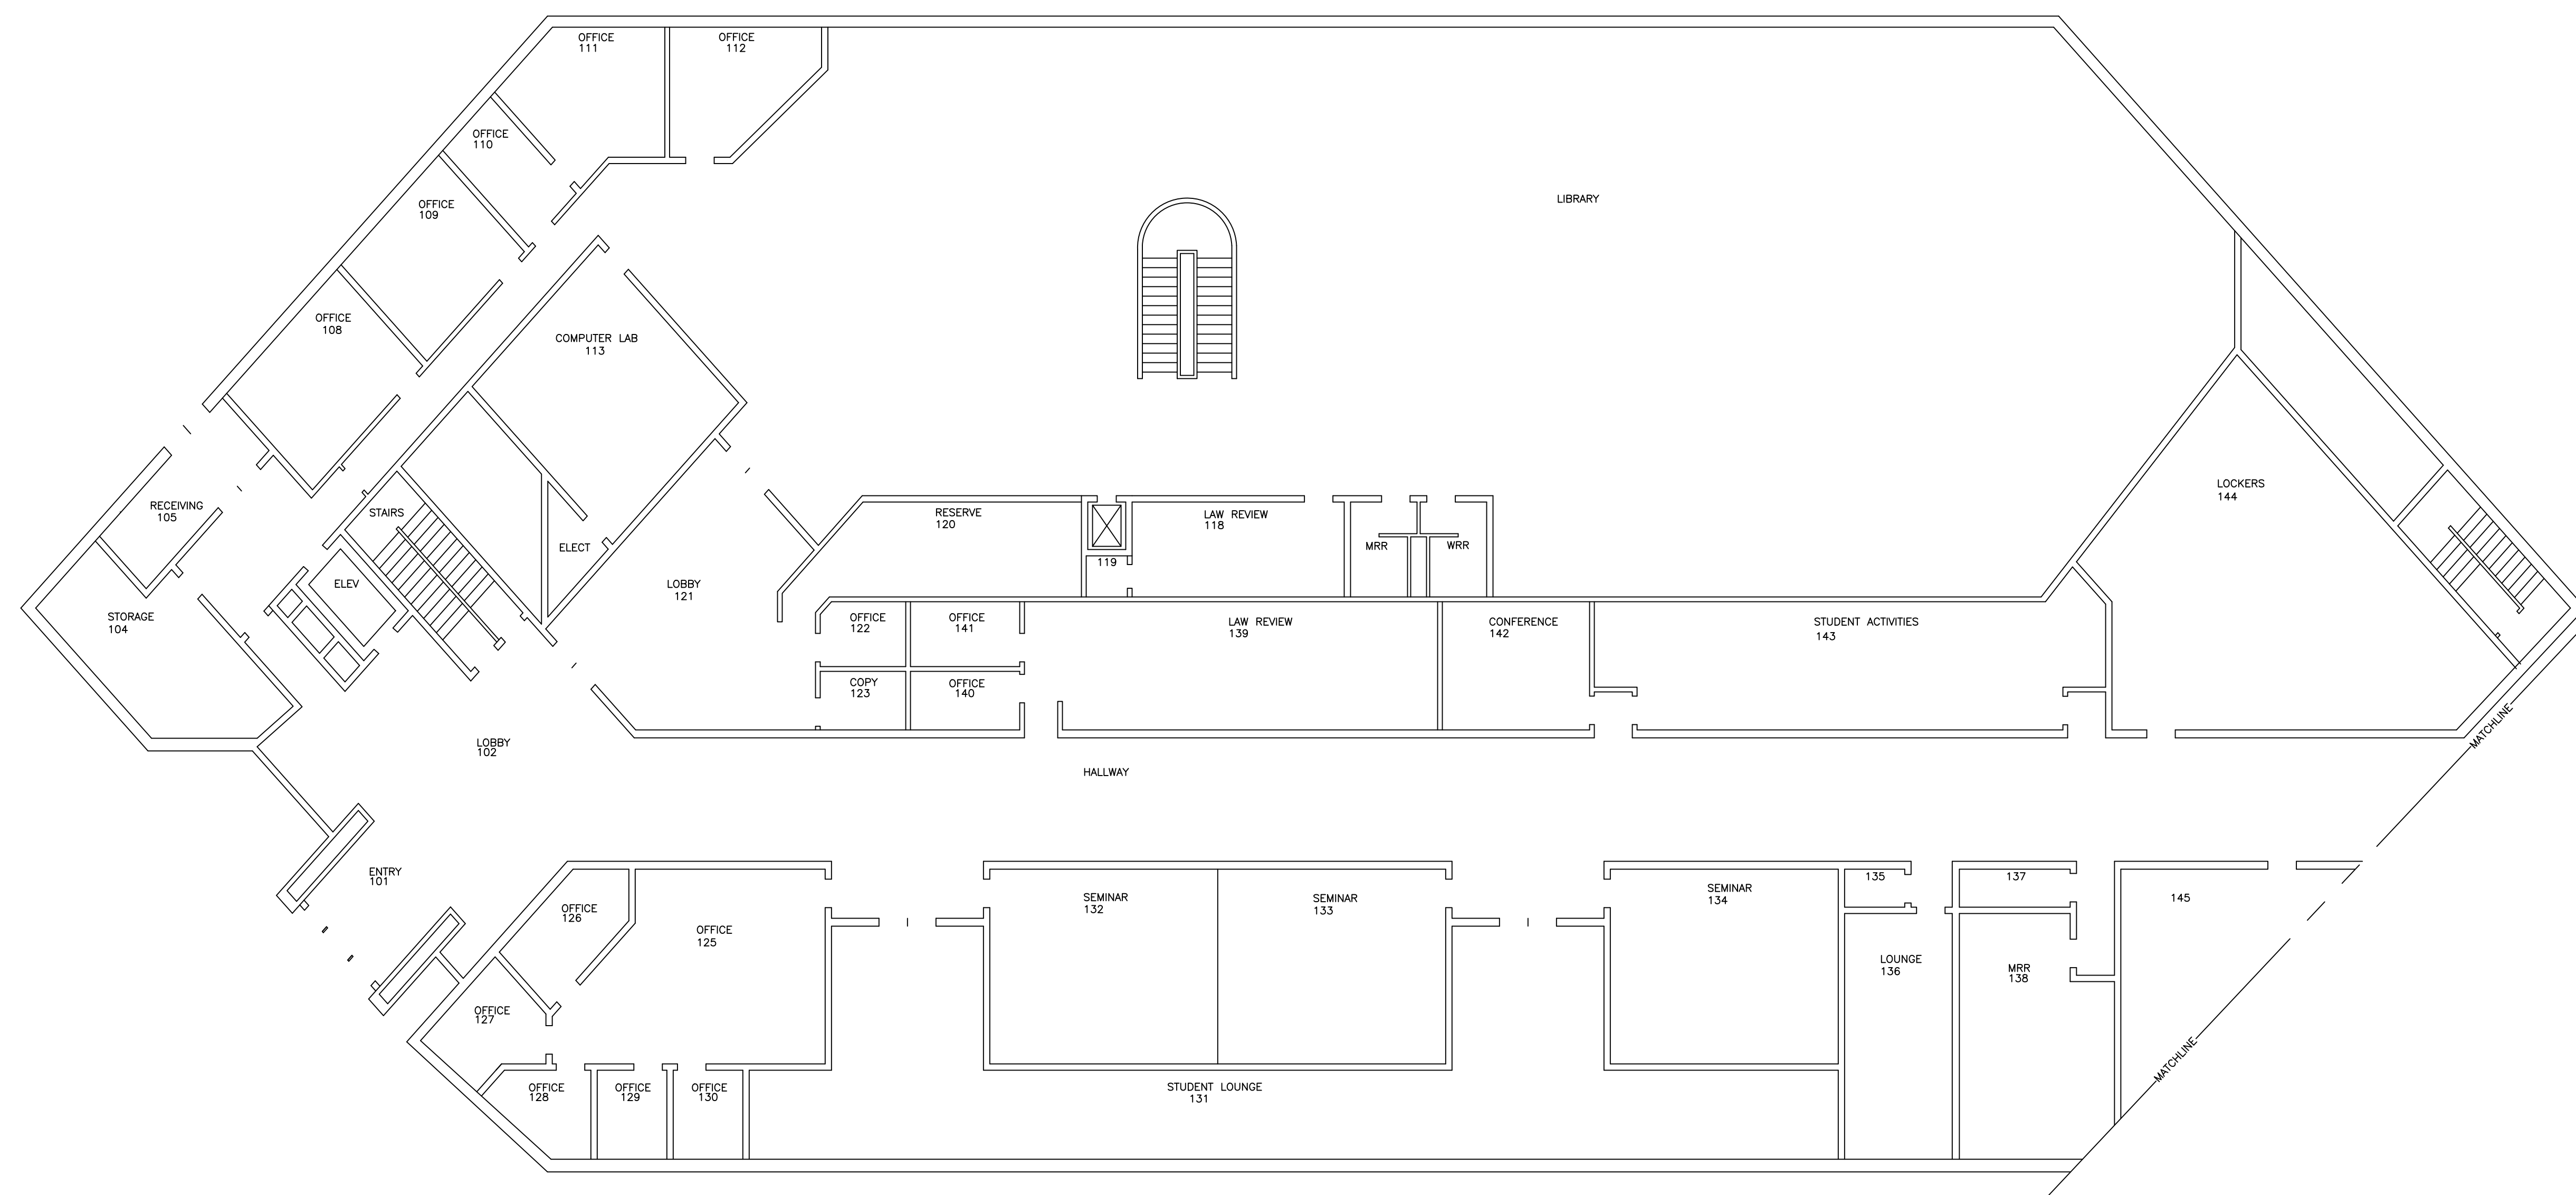 OFFICE
111
OFFICE
112
OFFICE
110
LIBRARY
OFFICE
109
OFFICE
108
COMPUTER LAB
113
RECEIVING
105
STAIRS
ELECT
ELEV
STORAGE
104
LOBBY
121
RESERVE
120
119
LAW REVIEW
118
MRR
WRR
LOCKERS
144
OFFICE
122
OFFICE
141
LAW REVIEW
139
CONFERENCE
142
STUDENT ACTIVITIES
143
COPY
123
OFFICE
140
MATCHLINE
LOBBY
102
HALLWAY
ENTRY
101
OFFICE
126
OFFICE
125
SEMINAR
132
SEMINAR
133
SEMINAR
134
135
137
145
LOUNGE
136
MRR
138
OFFICE
127
MATCHLINE
OFFICE
128
OFFICE
129
OFFICE
130
STUDENT LOUNGE
131